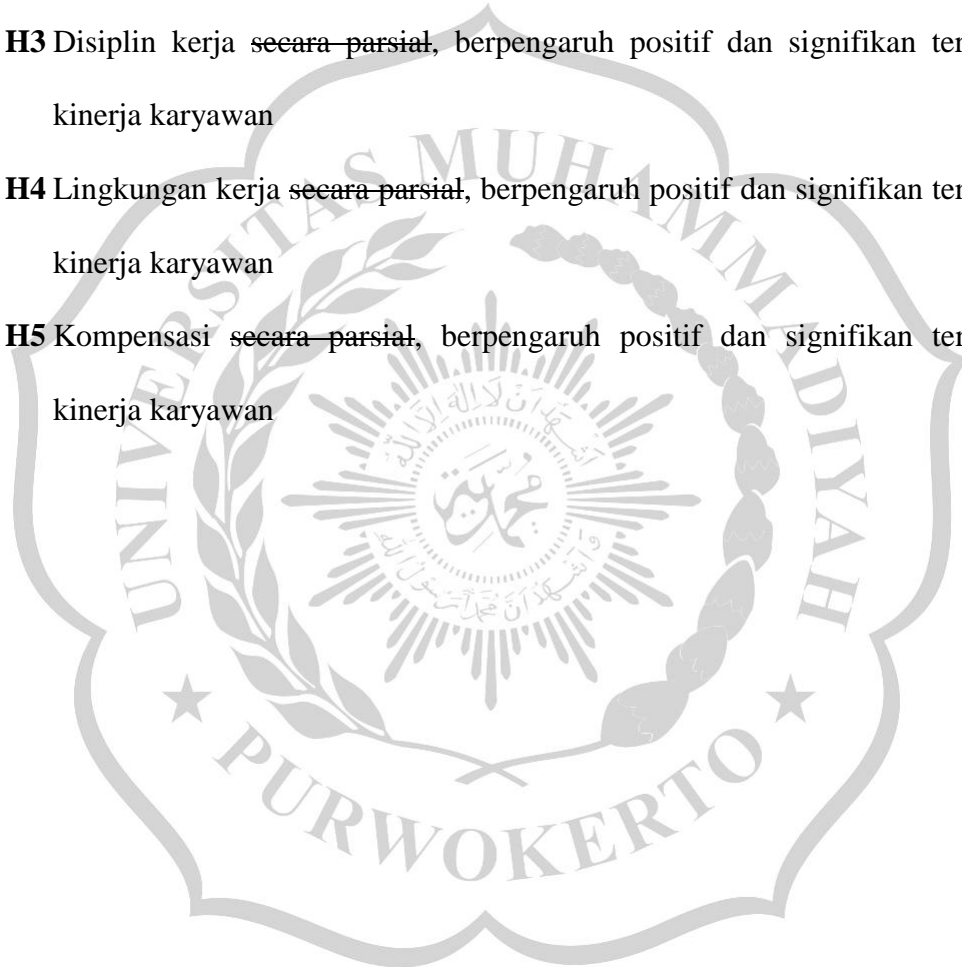 H3 Disiplin kerja secara parsial, berpengaruh positif dan signifikan ter
kinerja karyawan
H4 Lingkungan kerja secara parsial, berpengaruh positif dan signifikan ter
kinerja karyawan
H5 Kompensasi secara parsial, berpengaruh positif dan signifikan ter
kinerja karyawan
UNIVERSITAS MUHAMMADIYAH
PURWOKERTO